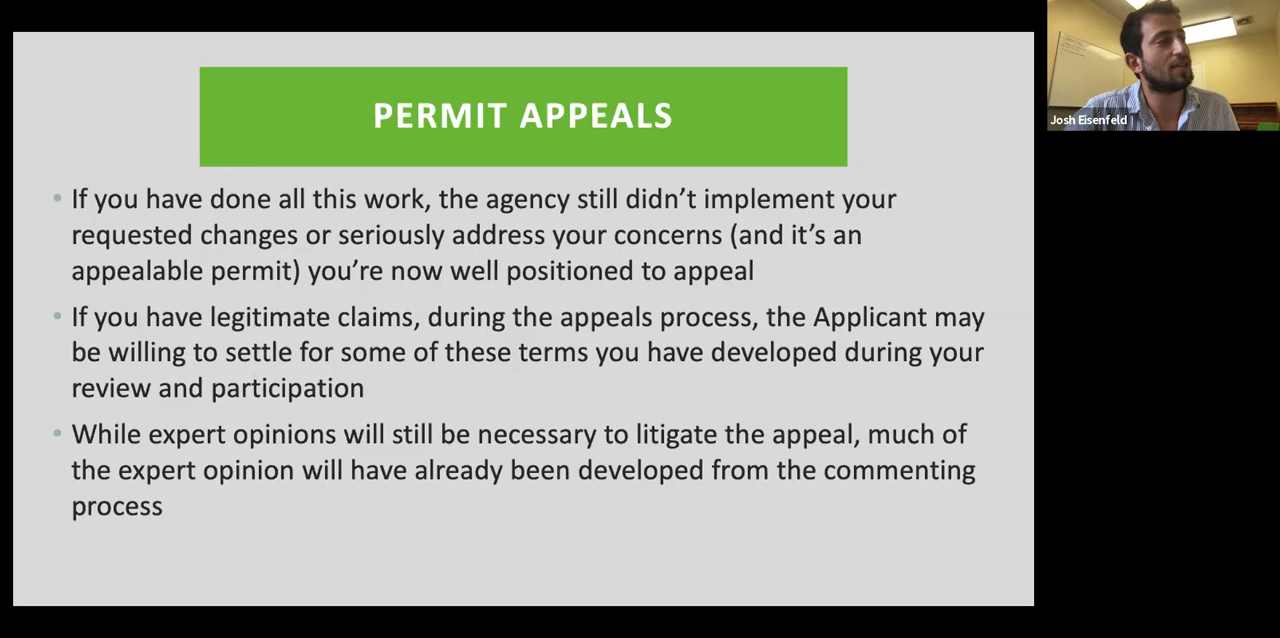 PERMIT APPEALS
• If you have done all this work, the agency still didn’t implement your
requested changes or seriously address your concerns (and it’s an
appealable permit) you’re now well positioned to appeal
• If you have legitimate claims, during the appeals process, the Applicant may
be willing to settle for some of these terms you have developed during your
review and participation
• While expert opinions will still be necessary to litigate the appeal, much of
the expert opinion will have already been developed from the commenting
process
Josh Eisenfeld